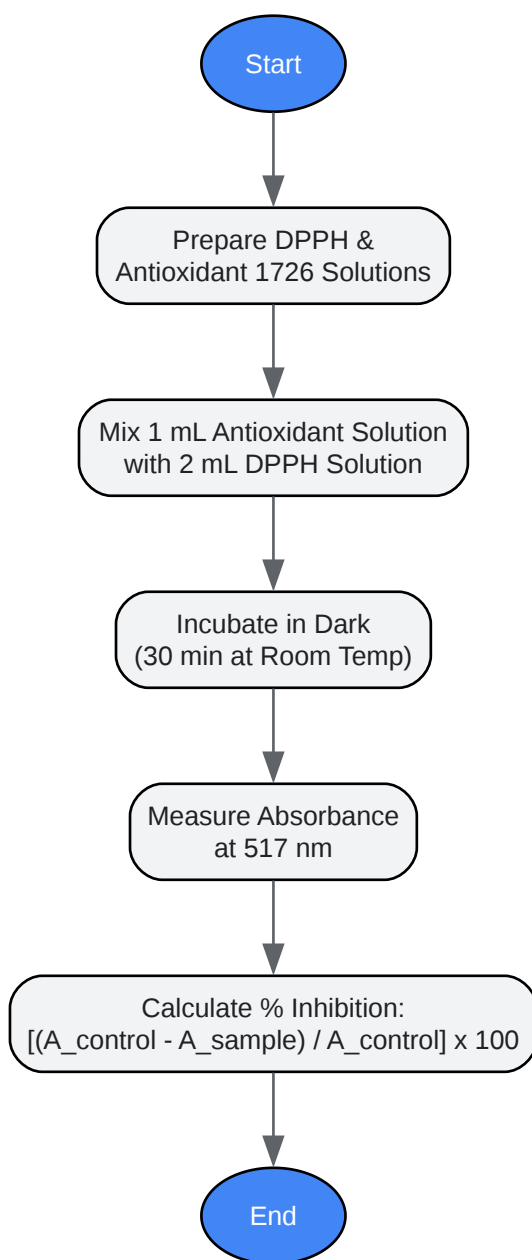 Start
Prepare DPPH &
Antioxidant 1726 Solutions
Mix 1 mL Antioxidant Solution
with 2 mL DPPH Solution
Incubate in Dark
(30 min at Room Temp)
Measure Absorbance
at 517 nm
Calculate % Inhibition:
[(A_control - A_sample) / A_control] x 100
End